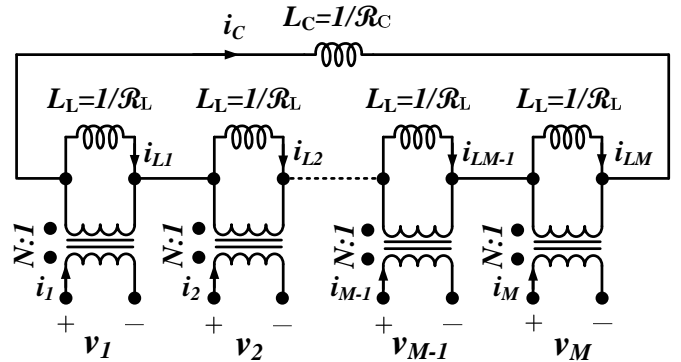 i_C L_C=1/ℛ_C
L_L=1/ℛ_L L_L=1/ℛ_L L_L=1/ℛ_L L_L=1/ℛ_L
i_L1 i_L2 i_LM-1 i_LM
N:1 N:1 N:1 N:1
i_1 i_2 i_M-1 i_M
+ − + − + − + −
v_1 v_2 v_M-1 v_M